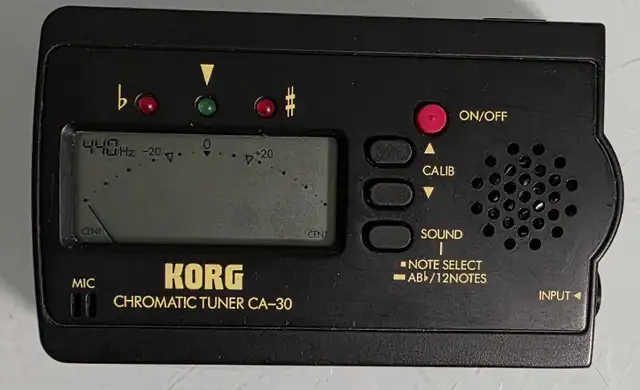 ♭ ♯
ON/OFF
440Hz -20 0 +20
CALIB
CENT CENT
SOUND
NOTE SELECT
AB♭/12NOTES
MIC
KORG
CHROMATIC TUNER CA-30
INPUT